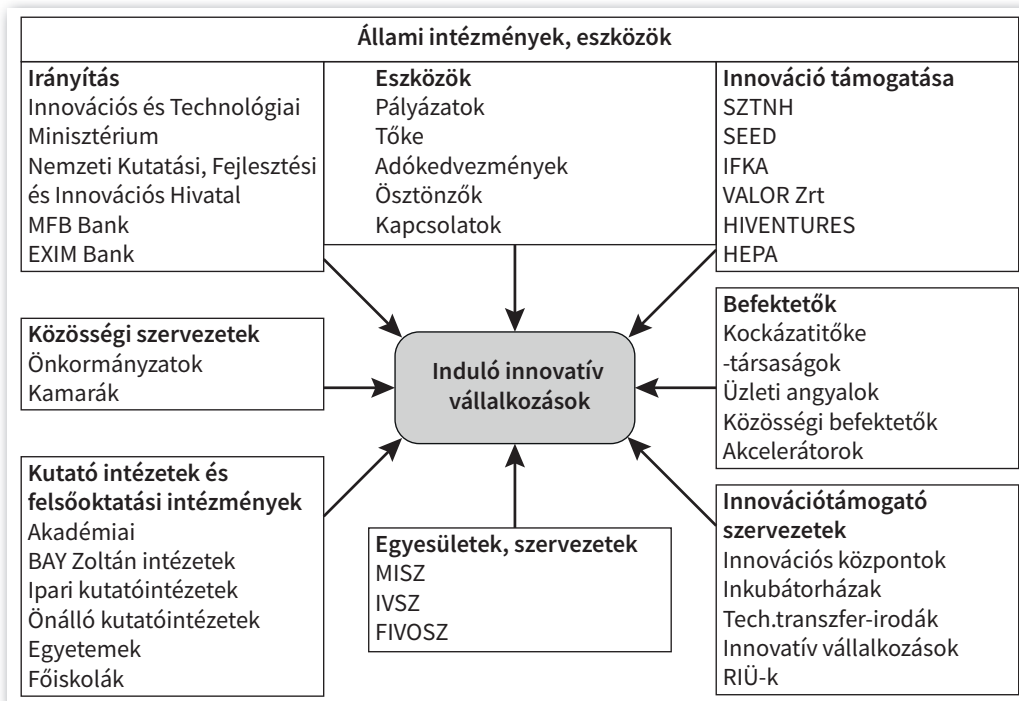 Állami intézmények, eszközök
Irányítás
Innovációs és Technológiai
Minisztérium
Nemzeti Kutatási, Fejlesztési
és Innovációs Hivatal
MFB Bank
EXIM Bank
Eszközök
Pályázatok
Tőke
Adókedvezmények
Ösztönzők
Kapcsolatok
Innováció támogatása
SZTNH
SEED
IFKA
VALOR Zrt
HIVENTURES
HEPA
Közösségi szervezetek
Önkormányzatok
Kamarák
Induló innovatív
vállalkozások
Befektetők
Kockázatitőke
-társaságok
Üzleti angyalok
Közösségi befektetők
Akcelerátorok
Kutató intézetek és
felsőoktatási intézmények
Akadémiai
BAY Zoltán intézetek
Ipari kutatóintézetek
Önálló kutatóintézetek
Egyetemek
Főiskolák
Egyesületek, szervezetek
MISZ
IVSZ
FIVOSZ
Innovációtámogató
szervezetek
Innovációs központok
Inkubátorházak
Tech.transzfer-irodák
Innovatív vállalkozások
RIÜ-k